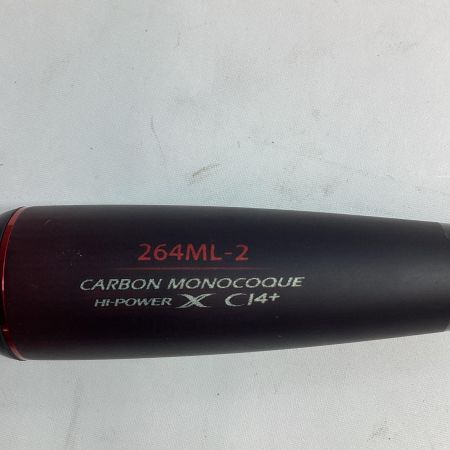 264ML-2
CARBON MONOCOQUE
HI-POWER X CI4+